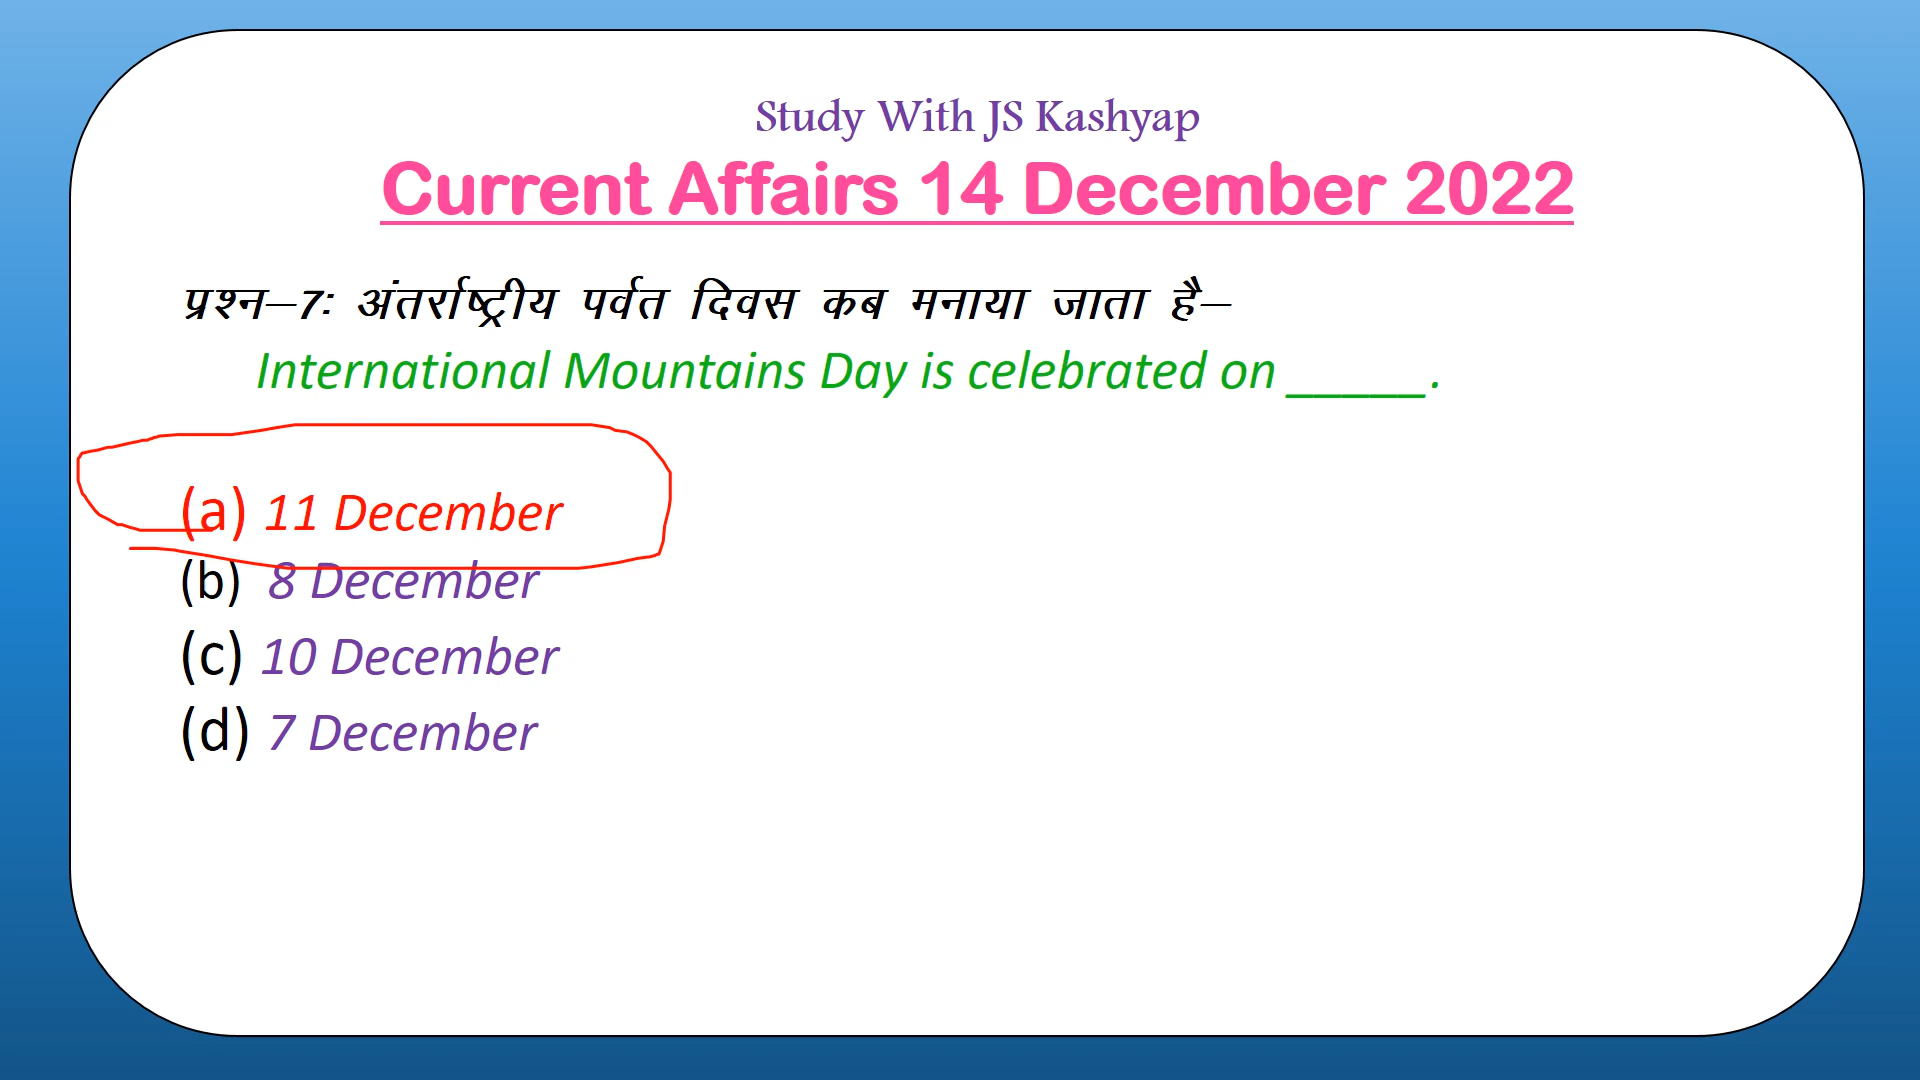 Study With JS Kashyap
Current Affairs 14 December 2022
प्रश्न–7: अंतर्राष्ट्रीय पर्वत दिवस कब मनाया जाता है–
International Mountains Day is celebrated on _____.
(a) 11 December
(b) 8 December
(c) 10 December
(d) 7 December